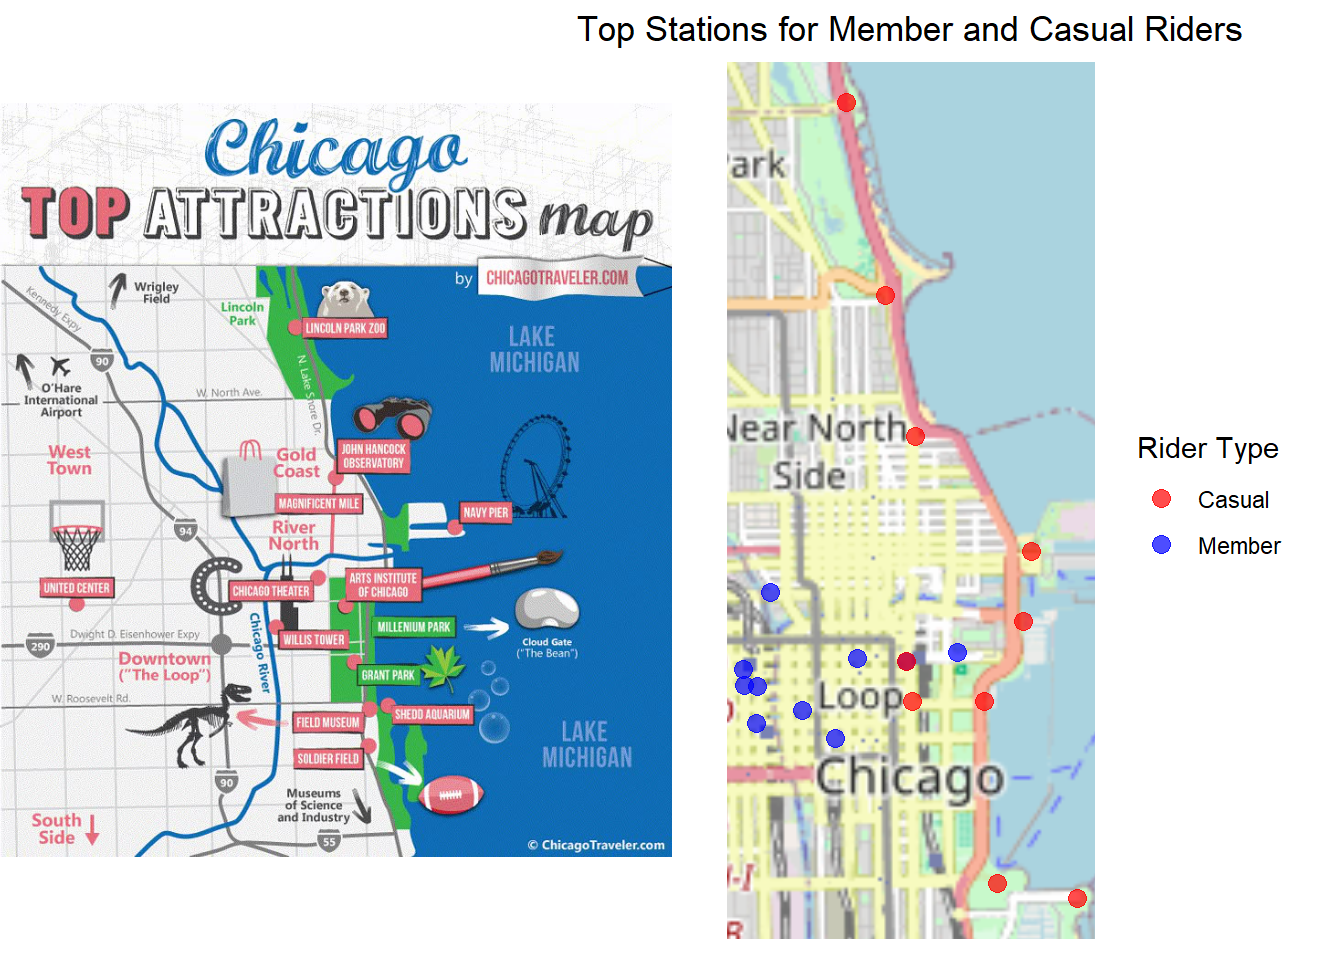 Top Stations for Member and Casual Riders
Chicago
TOP ATTRACTIONS map
by CHICAGOTRAVELER.COM
Kennedy Expy
Wrigley
Field
Lincoln
Park
LINCOLN PARK ZOO
LAKE
MICHIGAN
90
O'Hare
International
Airport
W. North Ave.
N. Lake Shore Dr.
West
Town
Gold
Coast
JOHN HANCOCK
OBSERVATORY
MAGNIFICENT MILE
NAVY PIER
94
River
North
UNITED CENTER
CHICAGO THEATER
ARTS INSTITUTE
OF CHICAGO
MILLENIUM PARK
Cloud Gate
("The Bean")
WILLIS TOWER
Dwight D. Eisenhower Expy
290
Chicago River
Downtown
("The Loop")
GRANT PARK
W. Roosevelt Rd.
FIELD MUSEUM
SHEDD AQUARIUM
SOLDIER FIELD
LAKE
MICHIGAN
90
Museums
of Science
and Industry
South
Side
55
© ChicagoTraveler.com
Park
Near North
Side
Loop
Chicago
Rider Type
Casual
Member